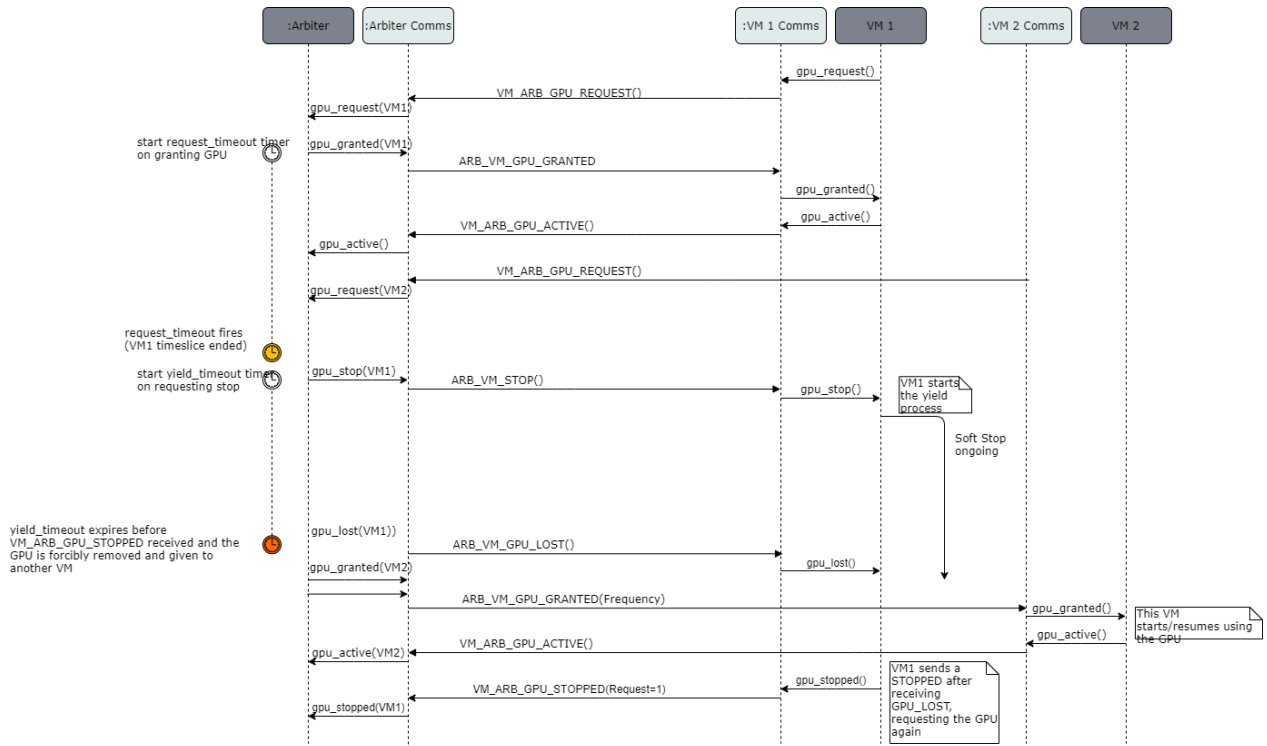 :Arbiter
:Arbiter Comms
:VM 1 Comms
VM 1
:VM 2 Comms
VM 2
gpu_request()
VM_ARB_GPU_REQUEST()
gpu_request(VM1)
start request_timeout timer
on granting GPU
gpu_granted(VM1)
ARB_VM_GPU_GRANTED
gpu_granted()
gpu_active()
VM_ARB_GPU_ACTIVE()
gpu_active()
VM_ARB_GPU_REQUEST()
gpu_request(VM2)
request_timeout fires
(VM1 timeslice ended)
start yield_timeout timer
on requesting stop
gpu_stop(VM1)
ARB_VM_STOP()
gpu_stop()
VM1 starts
the yield
process
Soft Stop
ongoing
yield_timeout expires before
VM_ARB_GPU_STOPPED received and the
GPU is forcibly removed and given to
another VM
gpu_lost(VM1))
ARB_VM_GPU_LOST()
gpu_lost()
gpu_granted(VM2)
ARB_VM_GPU_GRANTED(Frequency)
gpu_granted()
This VM
starts/resumes using
the GPU
gpu_active()
VM_ARB_GPU_ACTIVE()
gpu_active(VM2)
VM1 sends a
STOPPED after
receiving
GPU_LOST,
requesting the GPU
again
gpu_stopped()
VM_ARB_GPU_STOPPED(Request=1)
gpu_stopped(VM1)